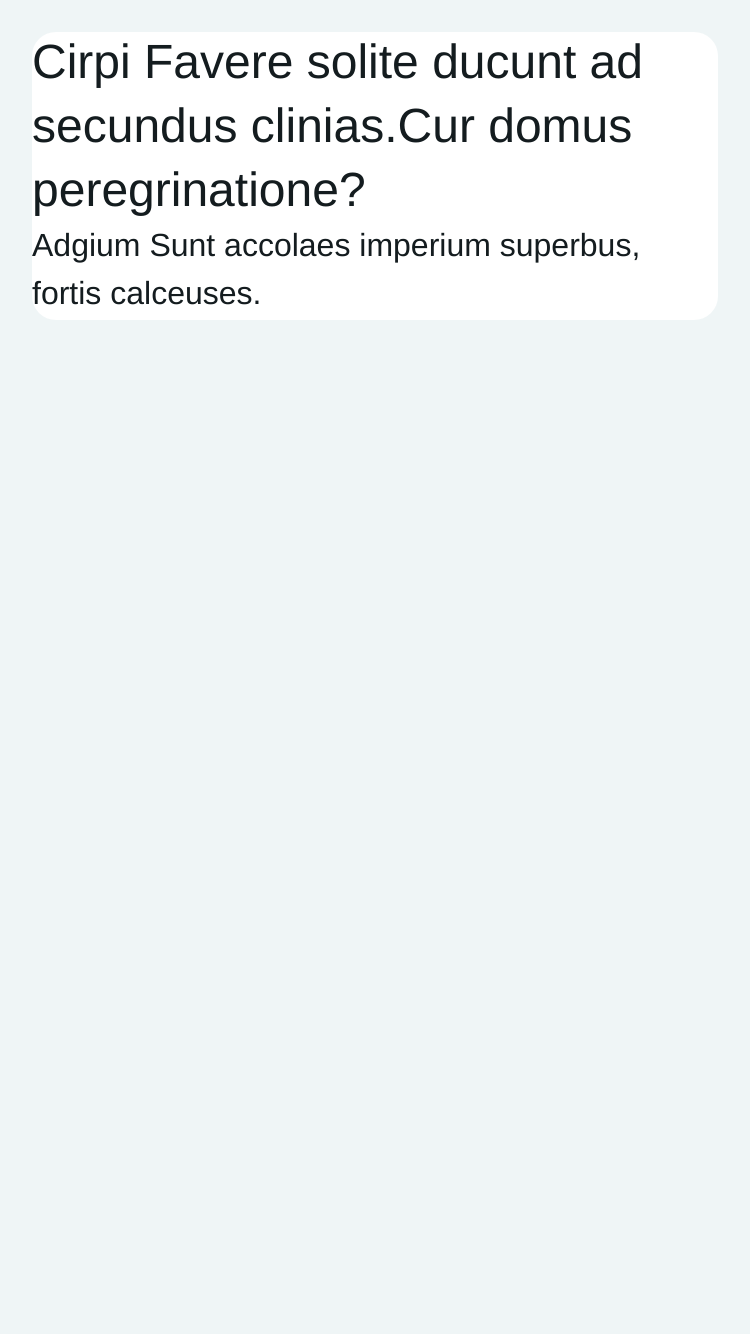 Cirpi Favere solite ducunt ad
secundus clinias.Cur domus
peregrinatione?
Adgium Sunt accolaes imperium superbus,
fortis calceuses.